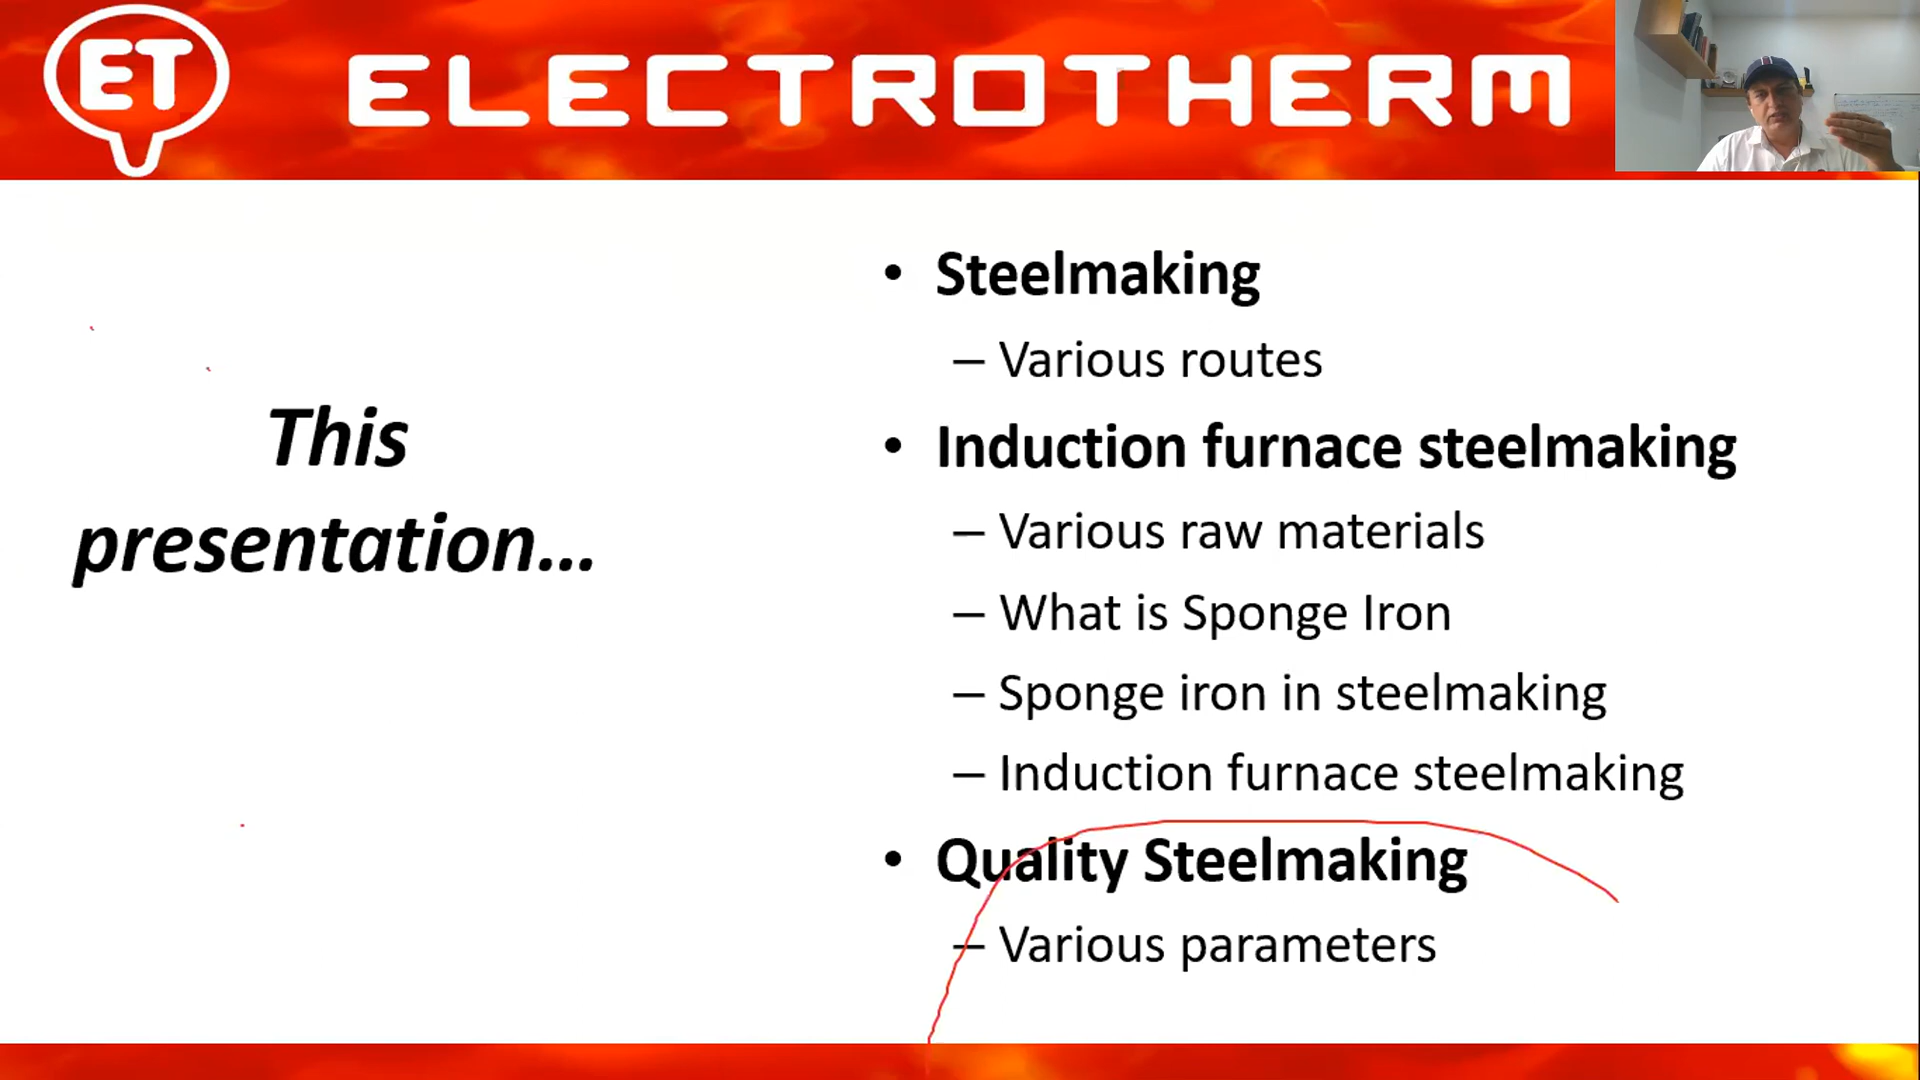 ET
ELECTROTHERM
This
presentation...
• Steelmaking
– Various routes
• Induction furnace steelmaking
– Various raw materials
– What is Sponge Iron
– Sponge iron in steelmaking
– Induction furnace steelmaking
• Quality Steelmaking
– Various parameters